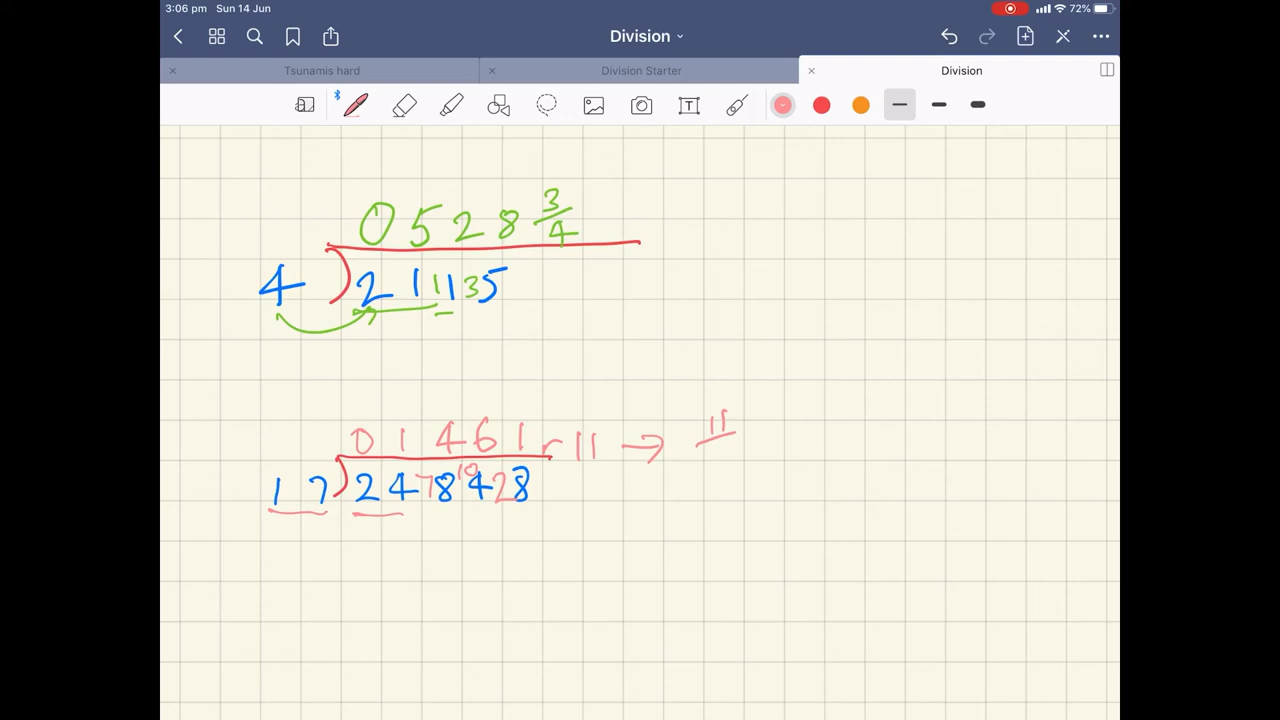 3:06 pm Sun 14 Jun 72%
Division
Tsunamis hard Division Starter Division
T
0 5 2 8 3/4
4 2 1 1 1 3 5
0 1 4 6 1 r 11 → 11
1 7 2 4 7 8 10 4 2 8